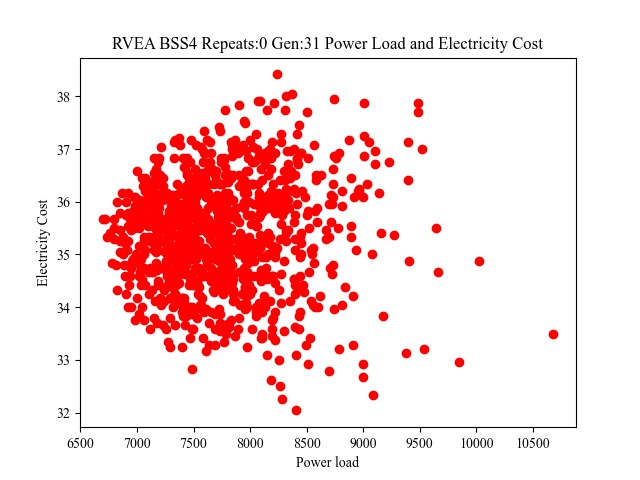 RVEA BSS4 Repeats:0 Gen:31 Power Load and Electricity Cost
38
37
36
35
34
33
32
Electricity Cost
6500 7000 7500 8000 8500 9000 9500 10000 10500
Power load